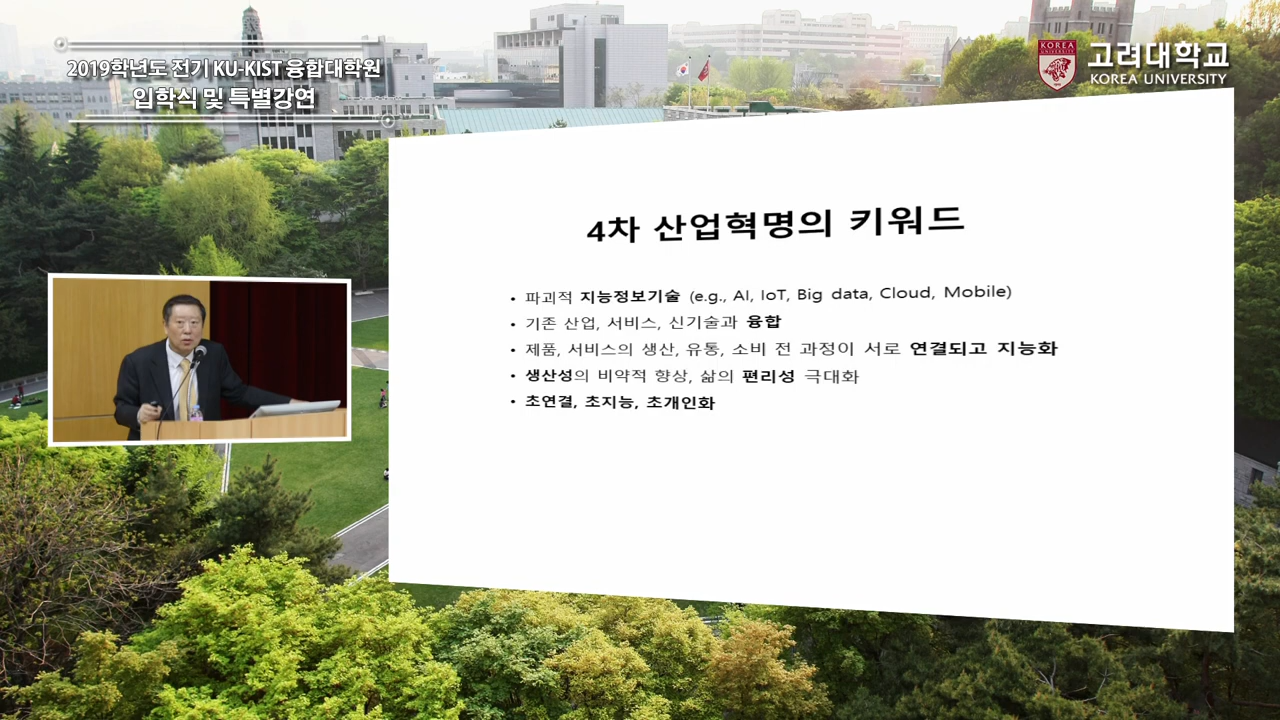 2019학년도 전기 KU-KIST 융합대학원
입학식 및 특별강연
KOREA
UNIVERSITY
고려대학교
KOREA UNIVERSITY
4차 산업혁명의 키워드
• 파괴적 지능정보기술 (e.g., AI, IoT, Big data, Cloud, Mobile)
• 기존 산업, 서비스, 신기술과 융합
• 제품, 서비스의 생산, 유통, 소비 전 과정이 서로 연결되고 지능화
• 생산성의 비약적 향상, 삶의 편리성 극대화
• 초연결, 초지능, 초개인화